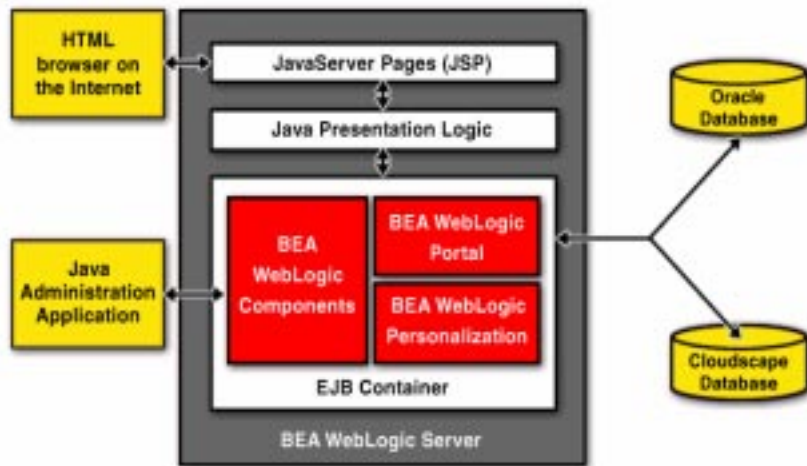 HTML
browser on
the Internet
JavaServer Pages (JSP)
Java Presentation Logic
Oracle
Database
Java
Administration
Application
BEA
WebLogic
Components
BEA WebLogic
Portal
BEA WebLogic
Personalization
EJB Container
BEA WebLogic Server
Cloudscape
Database